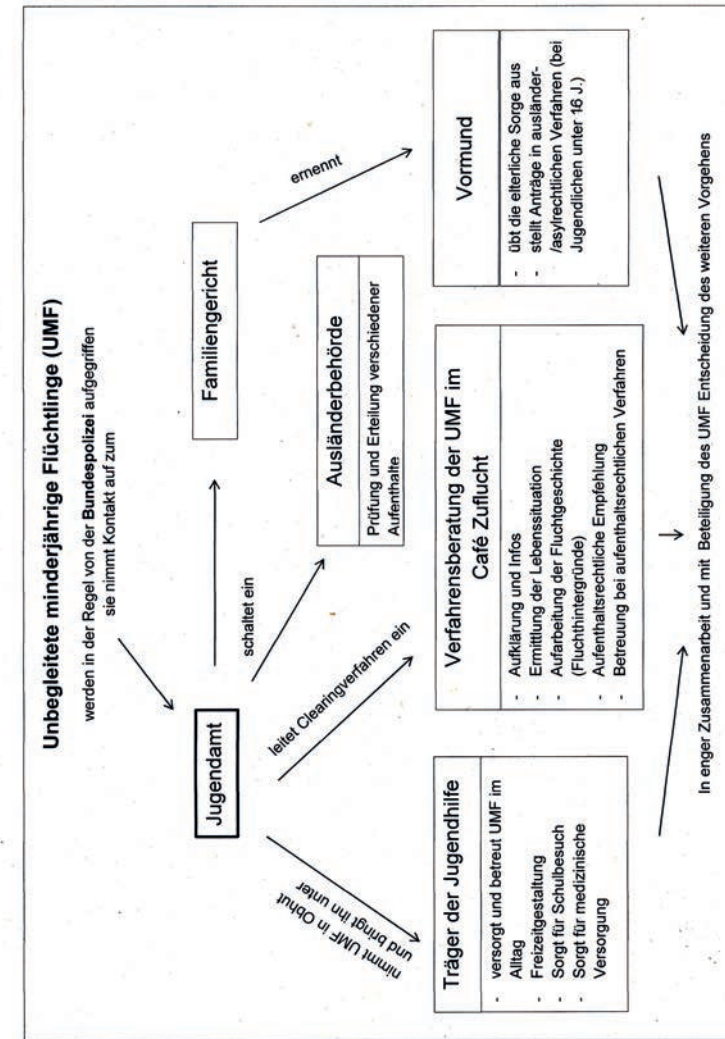 Unbegleitete minderjährige Flüchtlinge (UMF)
werden in der Regel von der Bundespolizei aufgegriffen
sie nimmt Kontakt auf zum
Jugendamt
schaltet ein
Familiengericht
ernennt
Ausländerbehörde
Prüfung und Erteilung verschiedener
Aufenthalte
leitet Clearingverfahren ein
nimmt UMF in Obhut
und bringt ihn unter
Träger der Jugendhilfe
- versorgt und betreut UMF im
Alltag
- Freizeitgestaltung
- Sorgt für Schulbesuch
- Sorgt für medizinische
Versorgung
Verfahrensberatung der UMF im
Café Zuflucht
- Aufklärung und Infos
- Ermittlung der Lebenssituation
- Aufarbeitung der Fluchtgeschichte
(Fluchthintergründe)
- Aufenthaltsrechtliche Empfehlung
- Betreuung bei aufenthaltsrechtlichen Verfahren
Vormund
- übt die elterliche Sorge aus
- stellt Anträge in ausländer-
/asylrechtlichen Verfahren (bei
Jugendlichen unter 16 J.)
In enger Zusammenarbeit und mit Beteiligung des UMF Entscheidung des weiteren Vorgehens